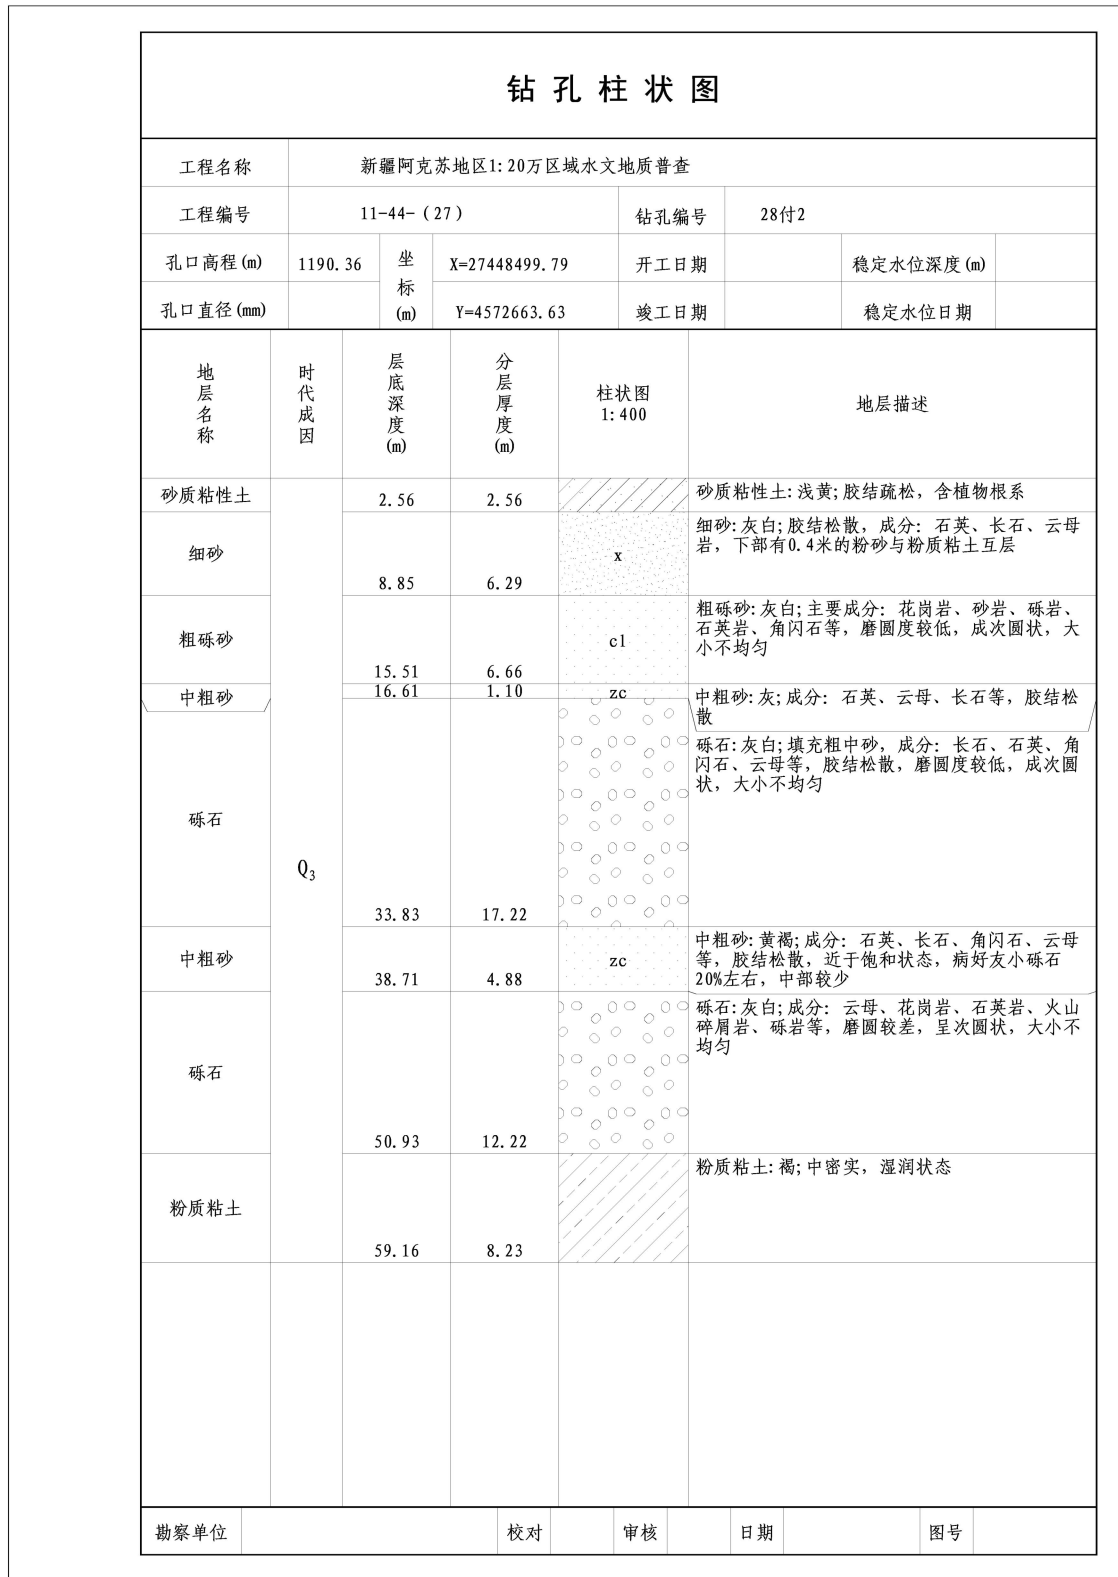 钻孔柱状图
工程名称 新疆阿克苏地区1:20万区域水文地质普查
工程编号 11-44-(27) 钻孔编号 28付2
孔口高程(m) 1190.36 坐标(m) X=27448499.79 开工日期 稳定水位深度(m)
孔口直径(mm) Y=4572663.63 竣工日期 稳定水位日期
地层名称 时代成因 层底深度(m) 分层厚度(m) 柱状图 1:400 地层描述
砂质粘性土 2.56 2.56 砂质粘性土:浅黄;胶结疏松，含植物根系
细砂 8.85 6.29 x 细砂:灰白;胶结松散，成分：石英、长石、云母
岩，下部有0.4米的粉砂与粉质粘土互层
粗砾砂 15.51 6.66 cl 粗砾砂:灰白;主要成分：花岗岩、砂岩、砾岩、
石英岩、角闪石等，磨圆度较低，成次圆状，大
小不均匀
中粗砂 16.61 1.10 zc 中粗砂:灰;成分：石英、云母、长石等，胶结松
散
砾石 33.83 17.22 砾石:灰白;填充粗中砂，成分：长石、石英、角
闪石、云母等，胶结松散，磨圆度较低，成次圆
状，大小不均匀
Q3
中粗砂 38.71 4.88 zc 中粗砂:黄褐;成分：石英、长石、角闪石、云母
等，胶结松散，近于饱和状态，病好友小砾石
20%左右，中部较少
砾石 50.93 12.22 砾石:灰白;成分：云母、花岗岩、石英岩、火山
碎屑岩、砾岩等，磨圆较差，呈次圆状，大小不
均匀
粉质粘土 59.16 8.23 粉质粘土:褐;中密实，湿润状态
勘察单位 校对 审核 日期 图号